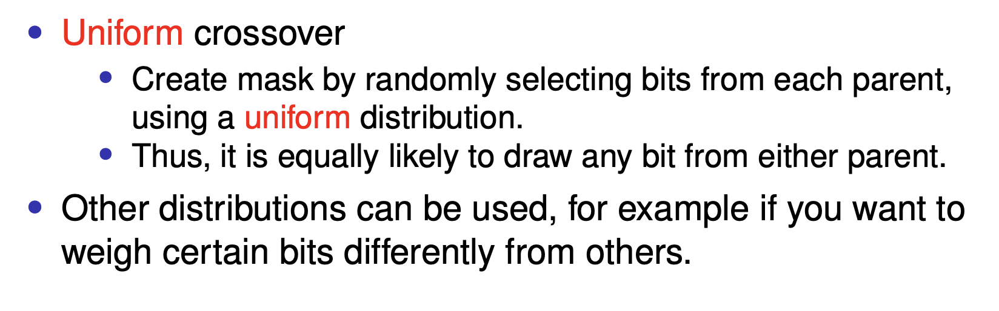 • Uniform crossover
• Create mask by randomly selecting bits from each parent,
using a uniform distribution.
• Thus, it is equally likely to draw any bit from either parent.
• Other distributions can be used, for example if you want to
weigh certain bits differently from others.